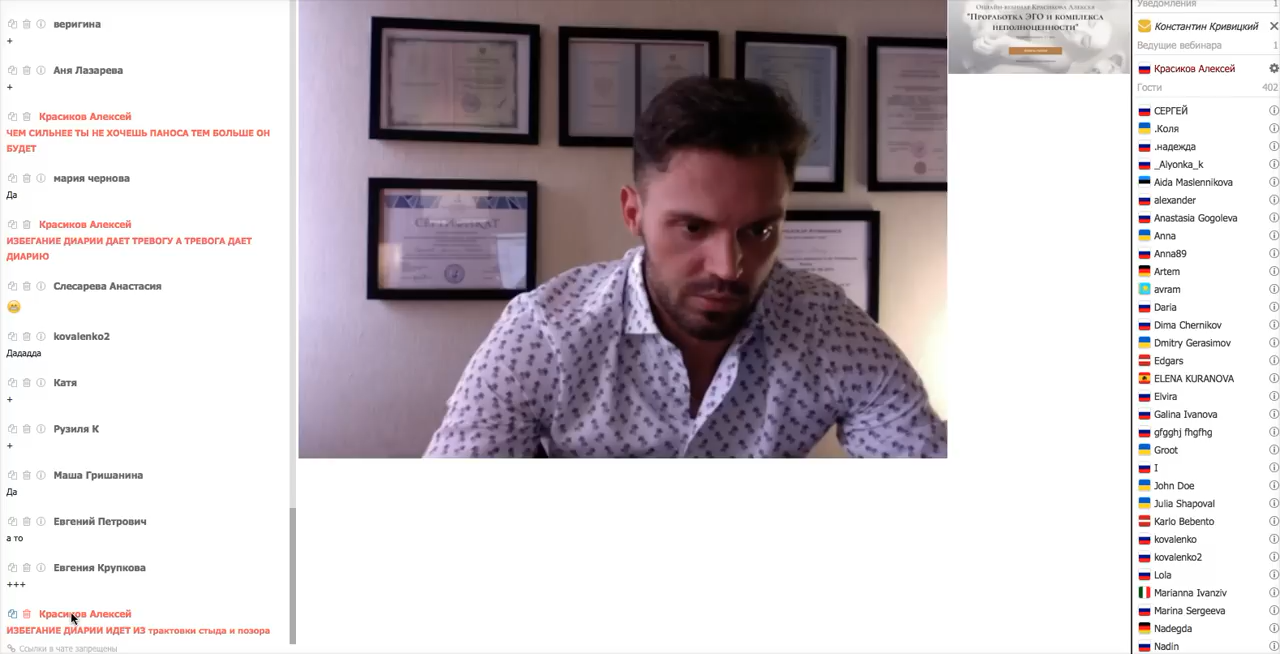 веригина
+
Аня Лазарева
+
Красиков Алексей
ЧЕМ СИЛЬНЕЕ ТЫ НЕ ХОЧЕШЬ ПАНОСА ТЕМ БОЛЬШЕ ОН
БУДЕТ
мария чернова
Да
Красиков Алексей
ИЗБЕГАНИЕ ДИАРИИ ДАЕТ ТРЕВОГУ А ТРЕВОГА ДАЕТ
ДИАРИЮ
Слесарева Анастасия
kovalenko2
Дададда
Катя
+
Рузиля К
+
Маша Гришанина
Да
Евгений Петрович
а то
Евгения Крупкова
+++
Красиков Алексей
ИЗБЕГАНИЕ ДИАРИИ ИДЕТ ИЗ трактовки стыда и позора
Ссылки в чате запрещены
СЕРТИФИКАТ
Онлайн-вебинар Красикова Алексея
"Проработка ЭГО и комплекса
неполноценности"
Уведомления 1
Константин Кривицкий
Ведущие вебинара 1
Красиков Алексей
Гости 402
СЕРГЕЙ
.Коля
.надежда
_Alyonka_k
Aida Maslennikova
alexander
Anastasia Gogoleva
Anna
Anna89
Artem
avram
Daria
Dima Chernikov
Dmitry Gerasimov
Edgars
ELENA KURANOVA
Elvira
Galina Ivanova
gfgghj fhgfhg
Groot
I
John Doe
Julia Shapoval
Karlo Bebento
kovalenko
kovalenko2
Lola
Marianna Ivanziv
Marina Sergeeva
Nadegda
Nadin